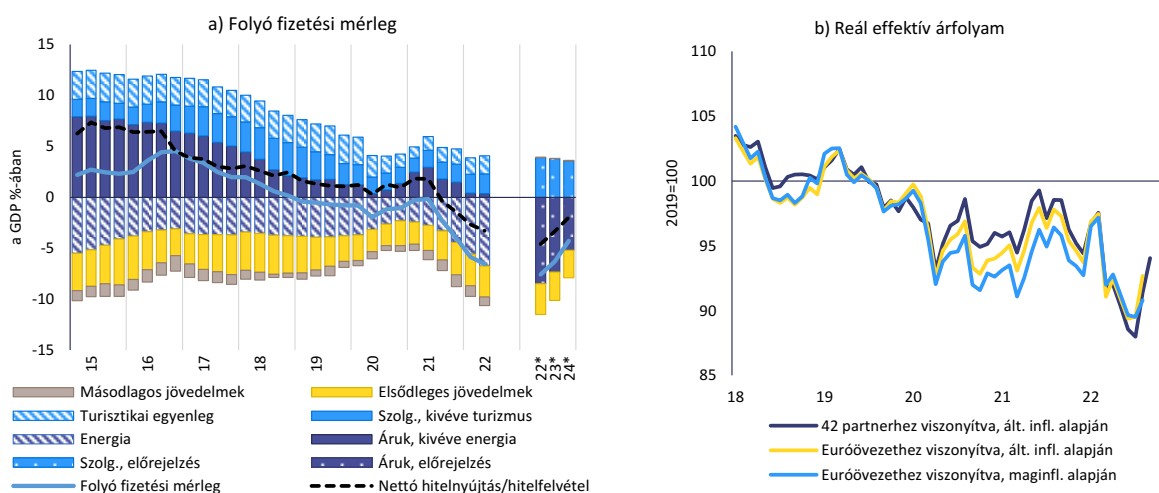 a) Folyó fizetési mérleg
a GDP %-ában
15
10
5
0
-5
-10
-15
15
16
17
18
19
20
21
22
22*
23*
24*
Másodlagos jövedelmek
Elsődleges jövedelmek
Turisztikai egyenleg
Szolg., kivéve turizmus
Energia
Áruk, kivéve energia
Szolg., előrejelzés
Áruk, előrejelzés
Folyó fizetési mérleg
Nettó hitelnyújtás/hitelfelvétel
b) Reál effektív árfolyam
2019=100
110
105
100
95
90
85
18
19
20
21
22
42 partnerhez viszonyítva, ált. infl. alapján
Euróövezethez viszonyítva, ált. infl. alapján
Euróövezethez viszonyítva, maginfl. alapján